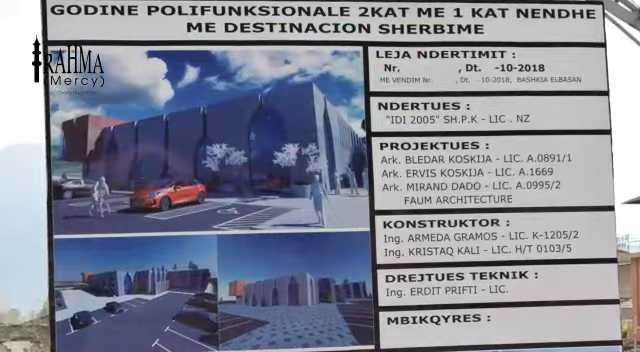 GODINE POLIFUNKSIONALE 2KAT ME 1 KAT NENDHE
ME DESTINACION SHERBIME
RAHMA
(Mercy)
LEJA NDERTIMIT :
Nr. , Dt. -10-2018
ME VENDIM Nr. , Dt. -10-2018, BASHKIA ELBASAN
NDERTUES :
"IDI 2005" SH.P.K - LIC . NZ
PROJEKTUES :
Ark. BLEDAR KOSKIJA - LIC. A.0891/1
Ark. ERVIS KOSKIJA - LIC. A.1669
Ark. MIRAND DADO - LIC. A.0995/2
FAUM ARCHITECTURE
KONSTRUKTOR :
Ing. ARMEDA GRAMOS - LIC. K-1205/2
Ing. KRISTAQ KALI - LIC. H/T 0103/5
DREJTUES TEKNIK :
Ing. ERDIT PRIFTI - LIC.
MBIKQYRES :